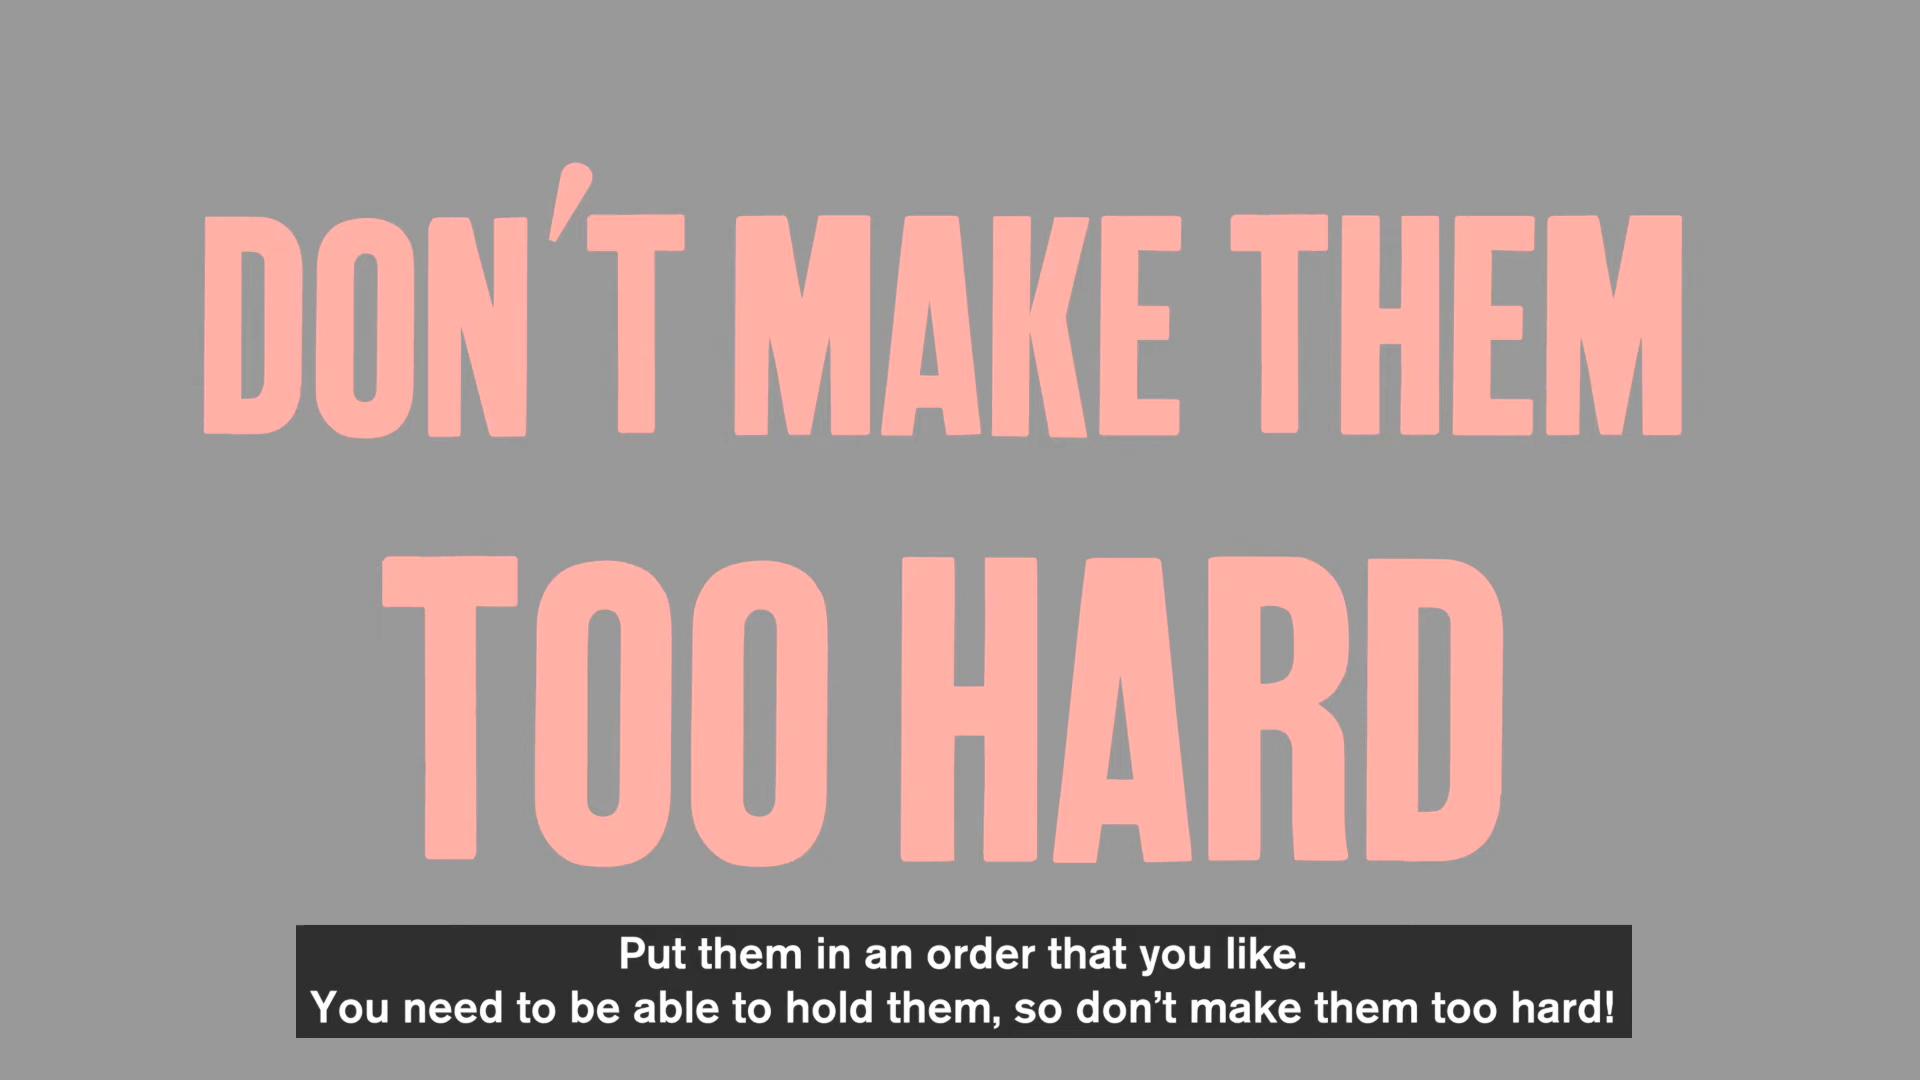 DON'T MAKE THEM
TOO HARD
Put them in an order that you like.
You need to be able to hold them, so don't make them too hard!